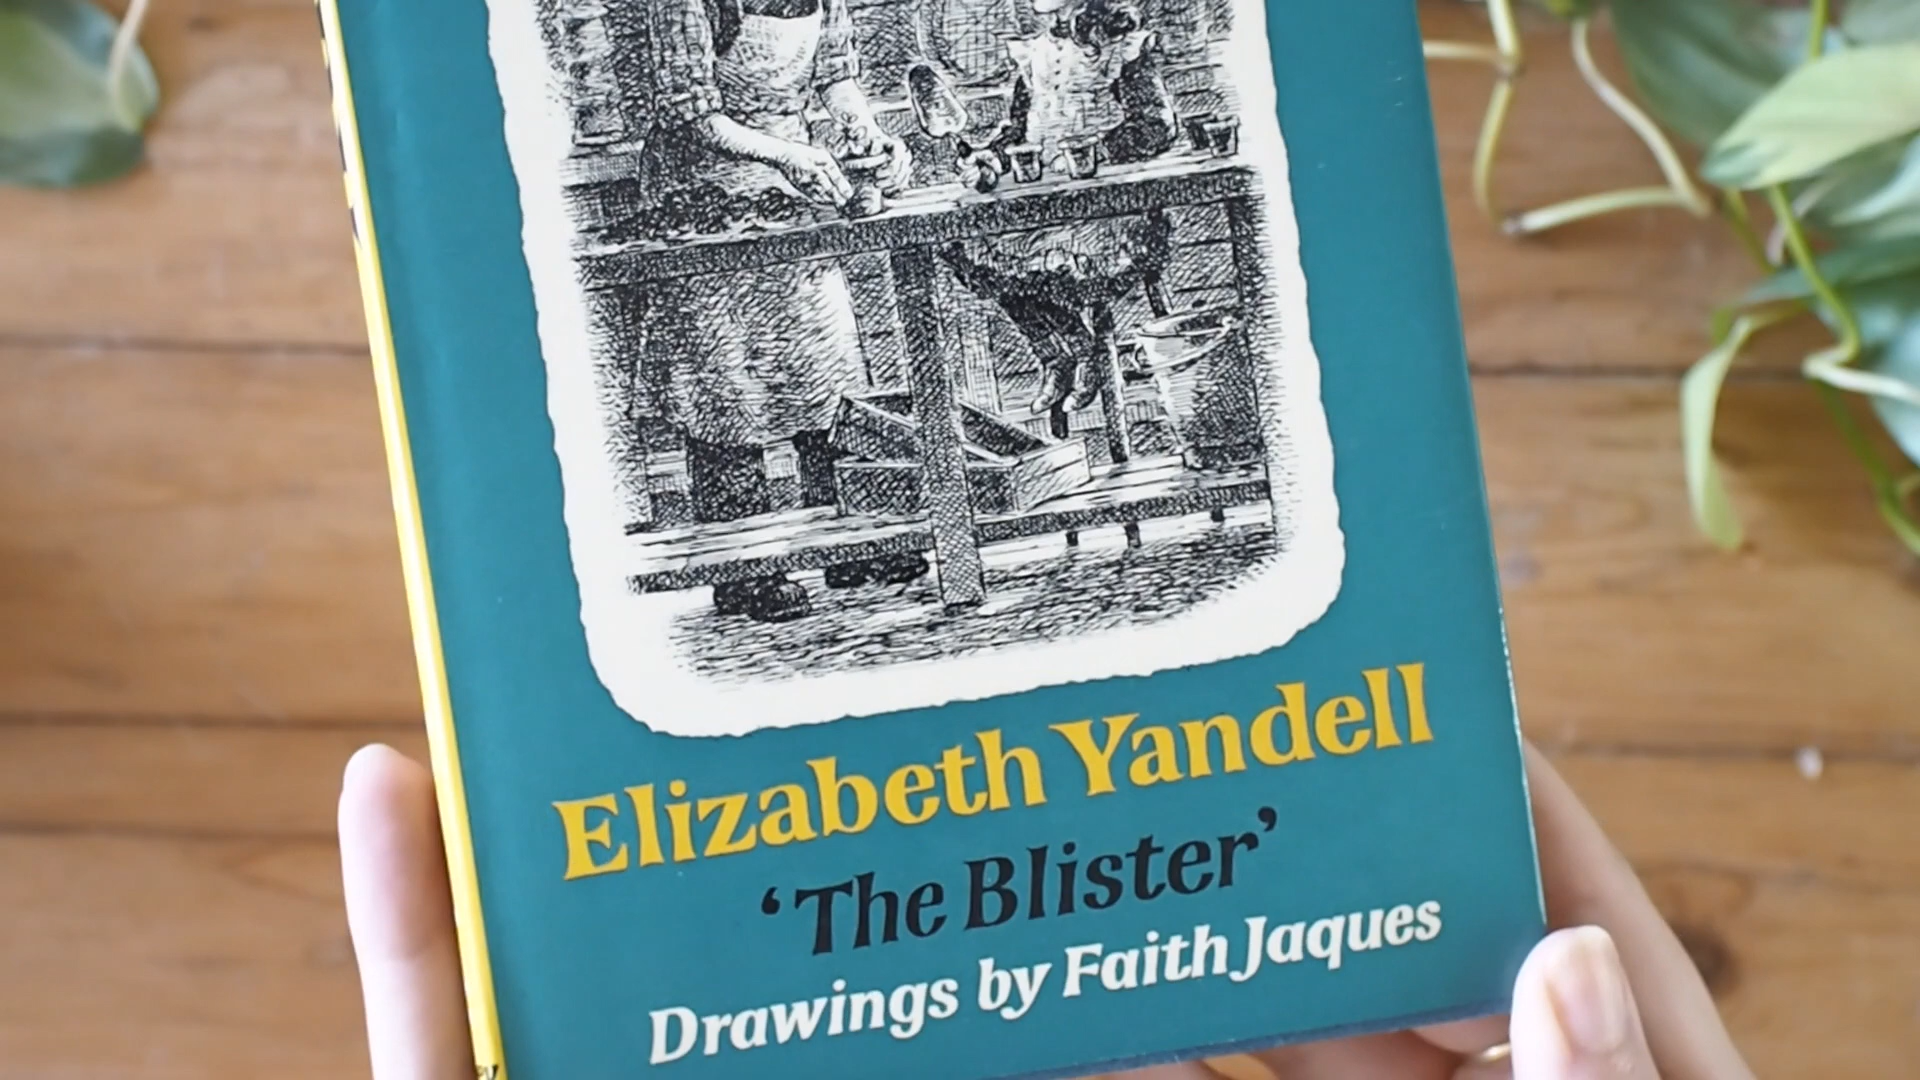 Elizabeth Yandell
‘The Blister’
Drawings by Faith Jaques